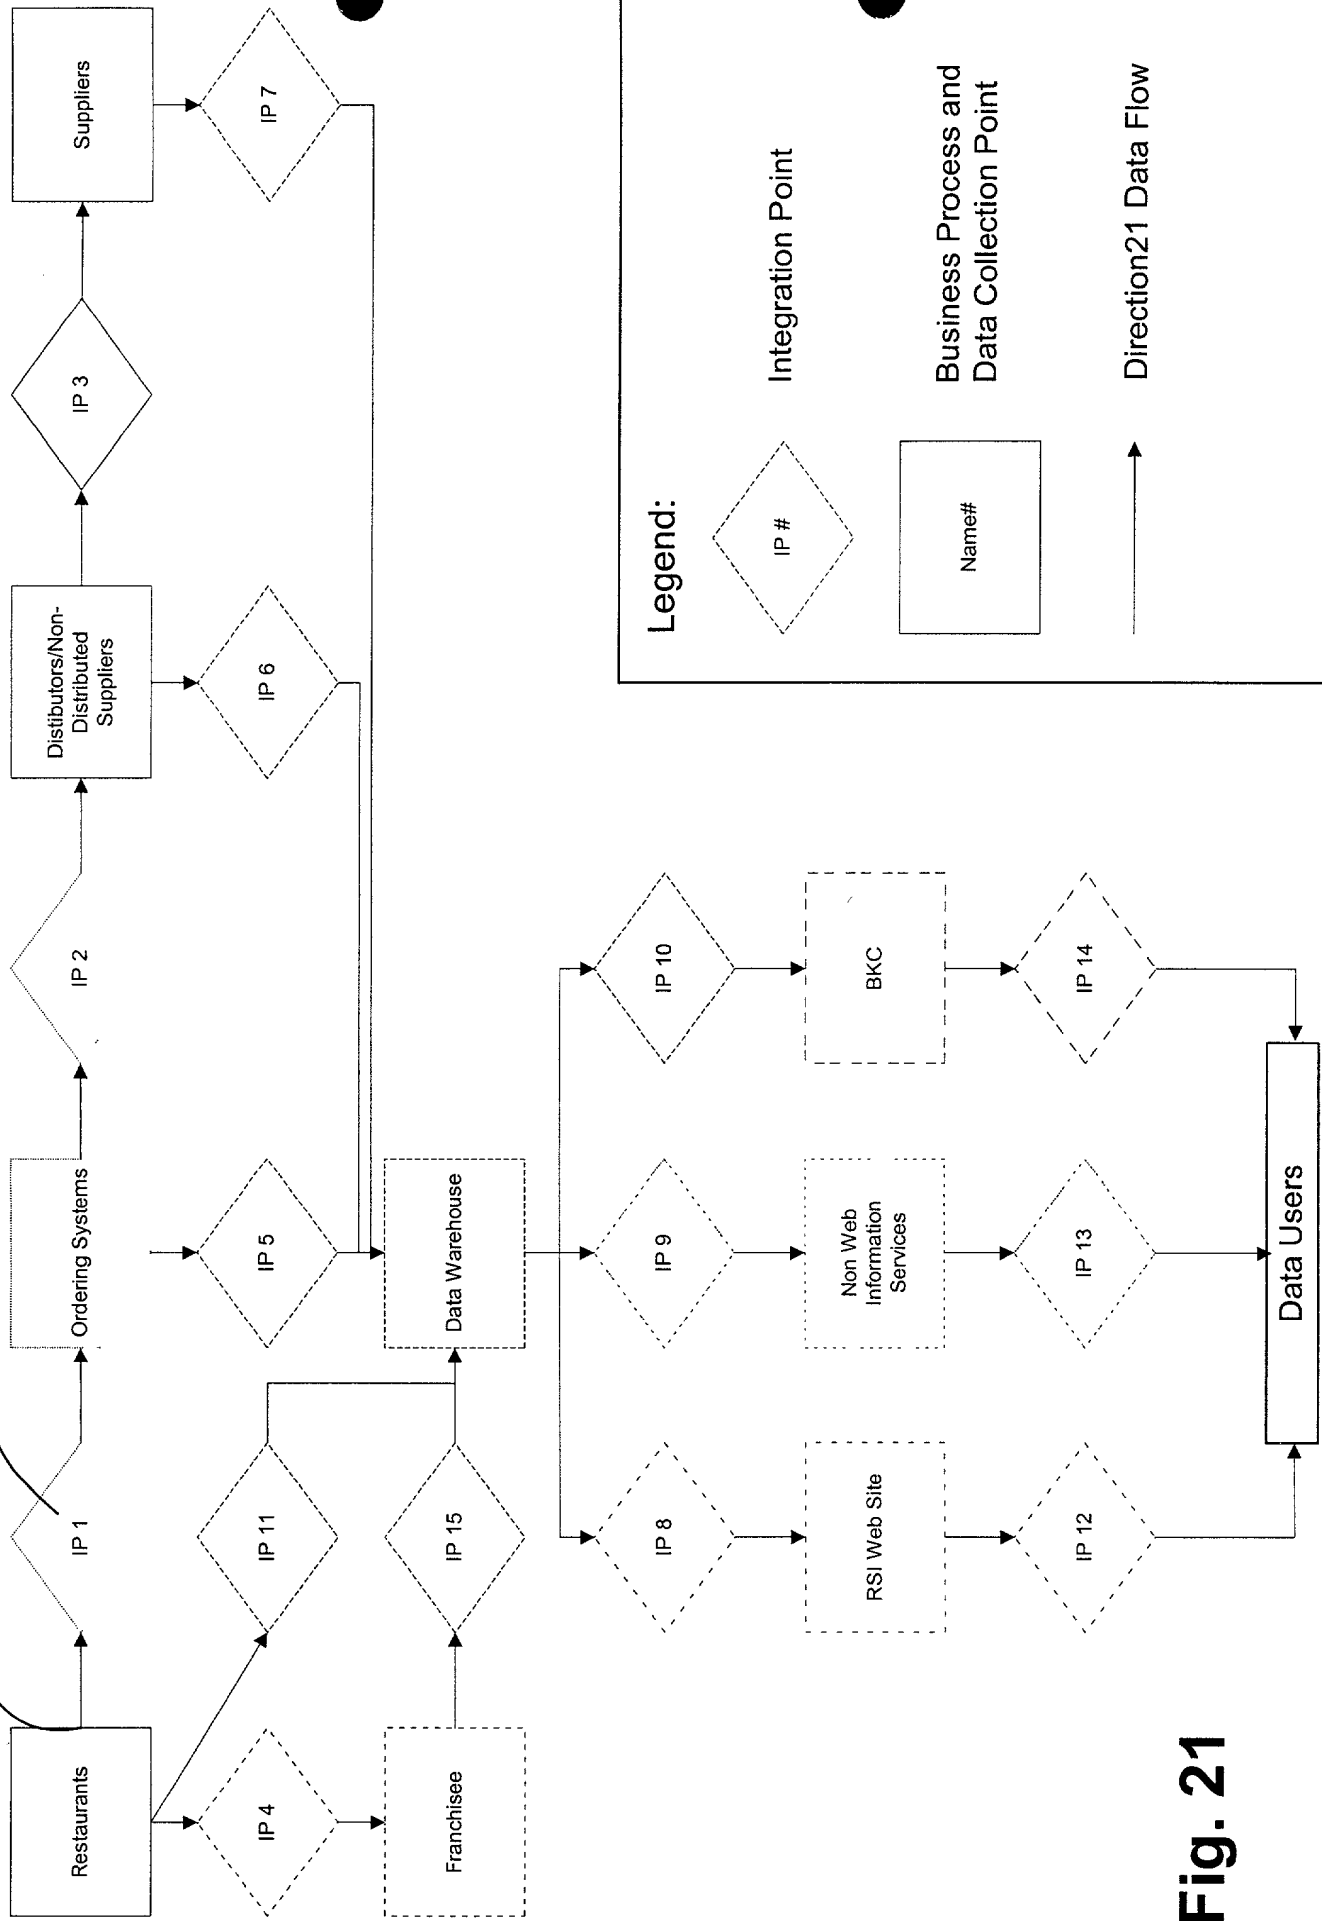 Restaurants
IP 1
Ordering Systems
IP 2
Distibutors/Non-
Distributed
Suppliers
IP 3
Suppliers
IP 4
IP 11
IP 5
IP 6
IP 7
Franchisee
IP 15
Data Warehouse
IP 8
IP 9
IP 10
RSI Web Site
Non Web
Information
Services
BKC
IP 12
IP 13
IP 14
Data Users
Legend:
IP #
Integration Point
Name#
Business Process and
Data Collection Point
Direction21 Data Flow
Fig. 21